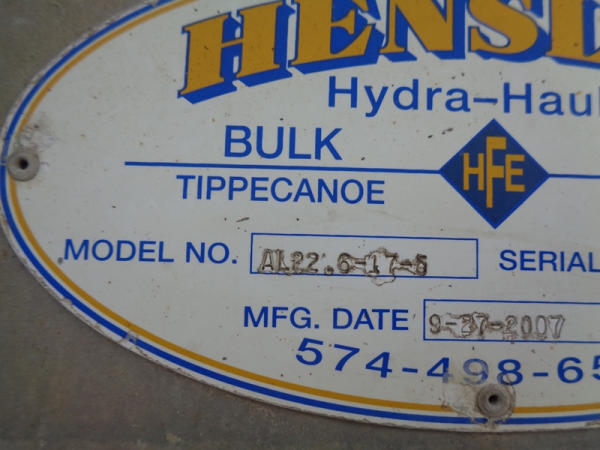 HENSL
Hydra-Haul
BULK
HFE
TIPPECANOE
MODEL NO. AL22.6-17-5
SERIAL
MFG. DATE 9-27-2007
574-498-65